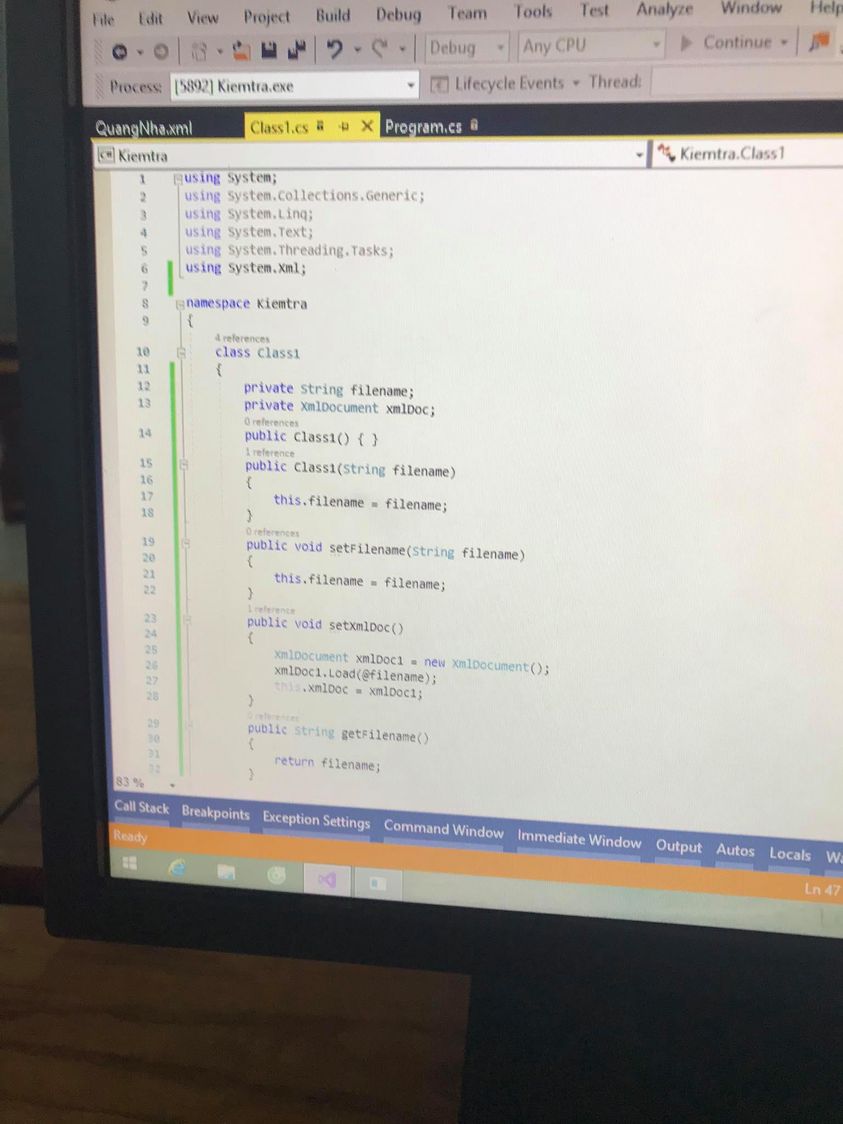 File Edit View Project Build Debug Team Tools Test Analyze Window Help
Debug Any CPU Continue
Process: [5892] Kiemtra.exe Lifecycle Events Thread:
QuangNha.xml Class1.cs Program.cs
C# Kiemtra Kiemtra.Class1
1 using System;
2 using System.Collections.Generic;
3 using System.Linq;
4 using System.Text;
5 using System.Threading.Tasks;
6 using System.Xml;
7
8 namespace Kiemtra
9 {
4 references
10 class Class1
11 {
12 private String filename;
13 private XmlDocument xmlDoc;
0 references
14 public Class1() { }
1 reference
15 public Class1(String filename)
16 {
17 this.filename = filename;
18 }
0 references
19 public void setFilename(String filename)
20 {
21 this.filename = filename;
22 }
1 reference
23 public void setXmlDoc()
24 {
25 XmlDocument xmlDoc1 = new XmlDocument();
26 xmlDoc1.Load(@filename);
27 this.xmlDoc = xmlDoc1;
28 }
0 references
29 public String getFilename()
30 {
31 return filename;
32 }
83 %
Call Stack Breakpoints Exception Settings Command Window Immediate Window Output Autos Locals
Ready Ln 47